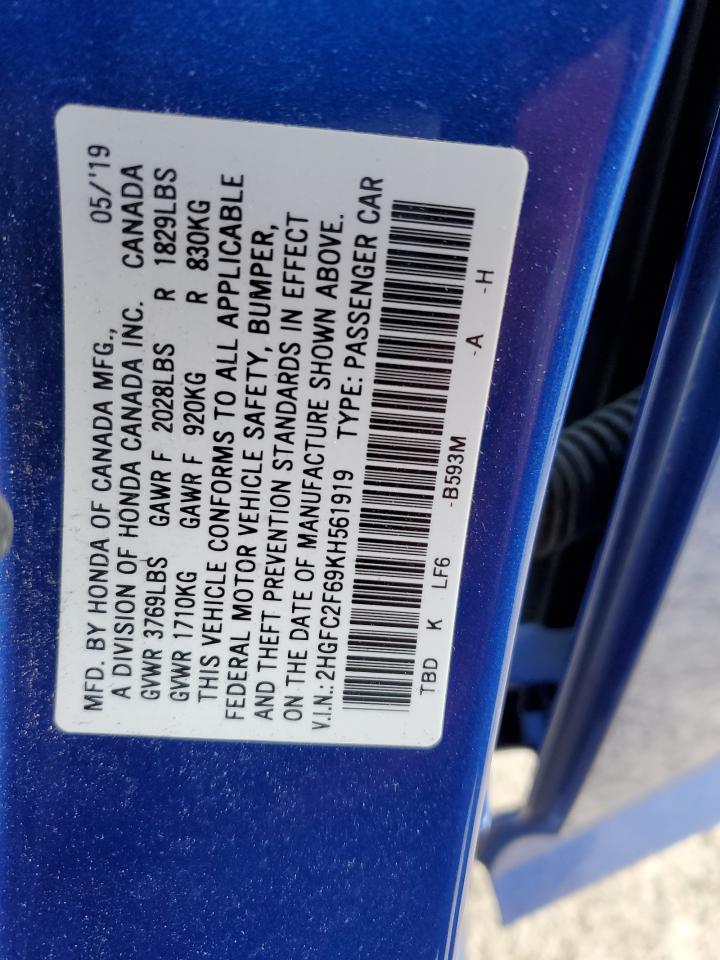 MFD. BY HONDA OF CANADA MFG., 05/'19
A DIVISION OF HONDA CANADA INC. CANADA
GVWR 3769LBS GAWR F 2028LBS R 1829LBS
GVWR 1710KG GAWR F 920KG R 830KG
THIS VEHICLE CONFORMS TO ALL APPLICABLE
FEDERAL MOTOR VEHICLE SAFETY, BUMPER,
AND THEFT PREVENTION STANDARDS IN EFFECT
ON THE DATE OF MANUFACTURE SHOWN ABOVE.
V.I.N.: 2HGFC2F69KH561919 TYPE: PASSENGER CAR
TBD K LF6 -B593M -A -H